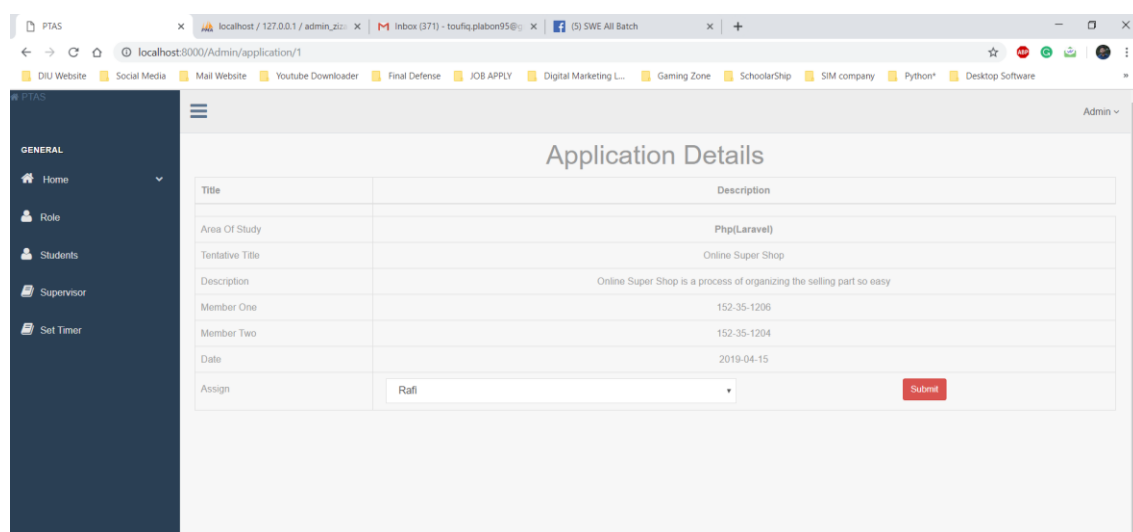 PTAS
localhost / 127.0.0.1 / admin_ziz
Inbox (371) - toufiq.plabon95@g
(5) SWE All Batch
localhost:8000/Admin/application/1
ABP
DIU Website Social Media Mail Website Youtube Downloader Final Defense JOB APPLY Digital Marketing L... Gaming Zone SchoolarShip SIM company Python* Desktop Software »
PTAS
Admin
GENERAL
Home
Role
Students
Supervisor
Set Timer
Application Details
Title Description
Area Of Study Php(Laravel)
Tentative Title Online Super Shop
Description Online Super Shop is a process of organizing the selling part so easy
Member One 152-35-1206
Member Two 152-35-1204
Date 2019-04-15
Assign Rafi Submit